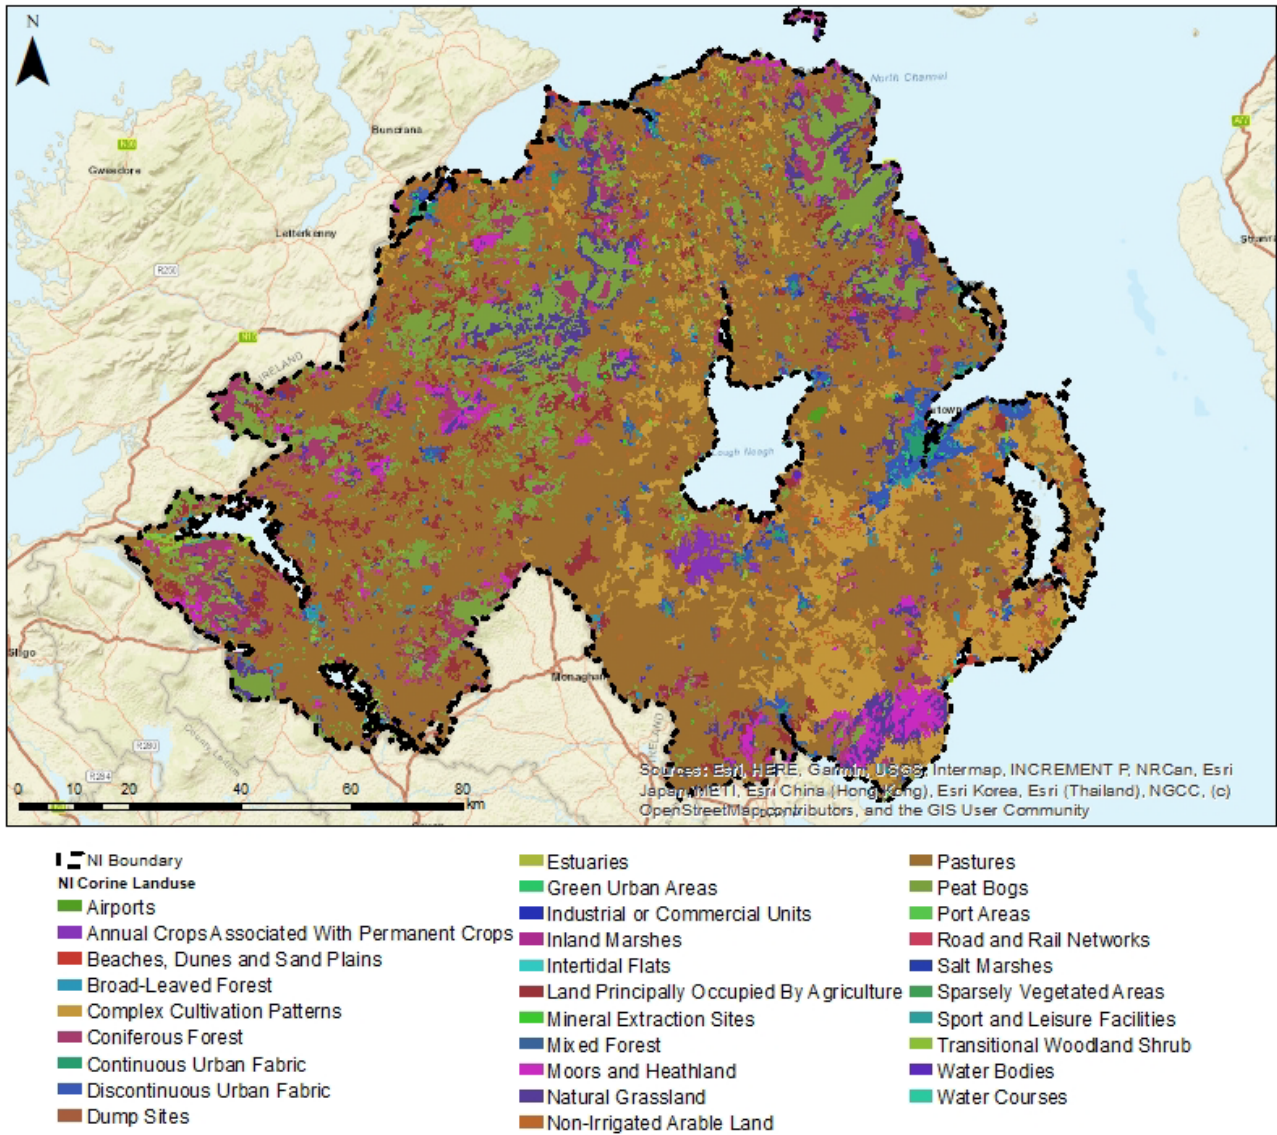 N
North Channel
A77
Buncrana
N56
Gweedore
Letterkenny
R250
N15
IRELAND
Lough Neagh
Sligo
Monaghan
IRELAND
R280
County Leitrim
R284
Sources: Esri, HERE, Garmin, USGS, Intermap, INCREMENT P, NRCan, Esri
Japan, METI, Esri China (Hong Kong), Esri Korea, Esri (Thailand), NGCC, (c)
OpenStreetMap contributors, and the GIS User Community
0 10 20 40 60 80
km
NI Boundary
NI Corine Landuse
Airports
Annual Crops Associated With Permanent Crops
Beaches, Dunes and Sand Plains
Broad-Leaved Forest
Complex Cultivation Patterns
Coniferous Forest
Continuous Urban Fabric
Discontinuous Urban Fabric
Dump Sites
Estuaries
Green Urban Areas
Industrial or Commercial Units
Inland Marshes
Intertidal Flats
Land Principally Occupied By Agriculture
Mineral Extraction Sites
Mixed Forest
Moors and Heathland
Natural Grassland
Non-Irrigated Arable Land
Pastures
Peat Bogs
Port Areas
Road and Rail Networks
Salt Marshes
Sparsely Vegetated Areas
Sport and Leisure Facilities
Transitional Woodland Shrub
Water Bodies
Water Courses